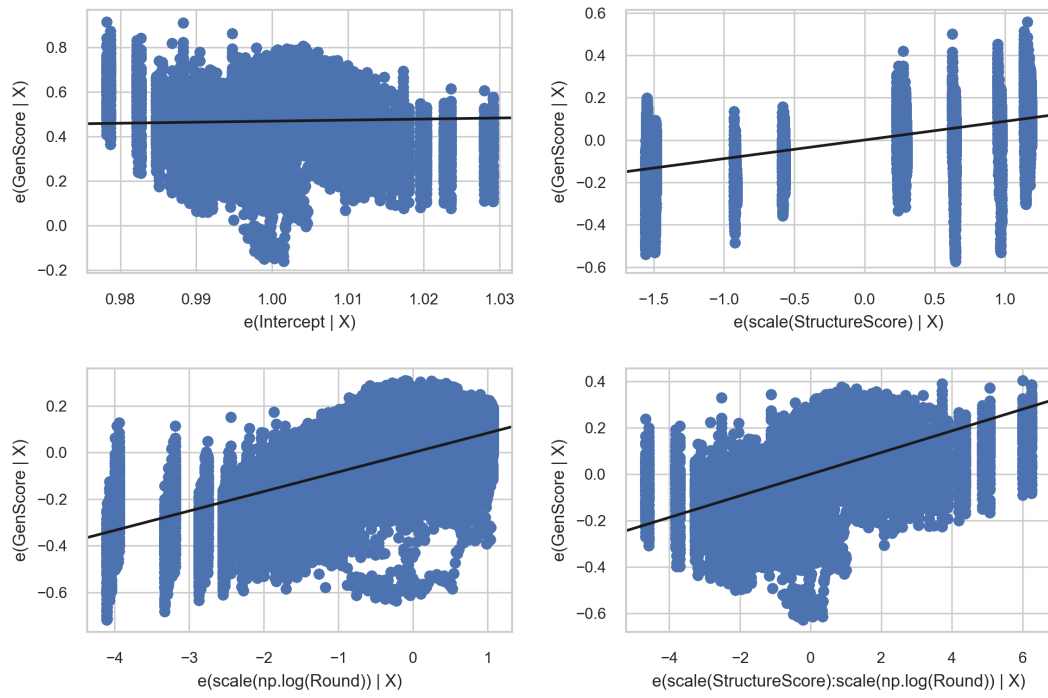 0.8
0.6
0.4
0.2
0.0
−0.2
e(GenScore | X)
0.98 0.99 1.00 1.01 1.02 1.03
e(Intercept | X)
0.6
0.4
0.2
0.0
−0.2
−0.4
−0.6
e(GenScore | X)
−1.5 −1.0 −0.5 0.0 0.5 1.0
e(scale(StructureScore) | X)
0.2
0.0
−0.2
−0.4
−0.6
e(GenScore | X)
−4 −3 −2 −1 0 1
e(scale(np.log(Round)) | X)
0.4
0.2
0.0
−0.2
−0.4
−0.6
e(GenScore | X)
−4 −2 0 2 4 6
e(scale(StructureScore):scale(np.log(Round)) | X)